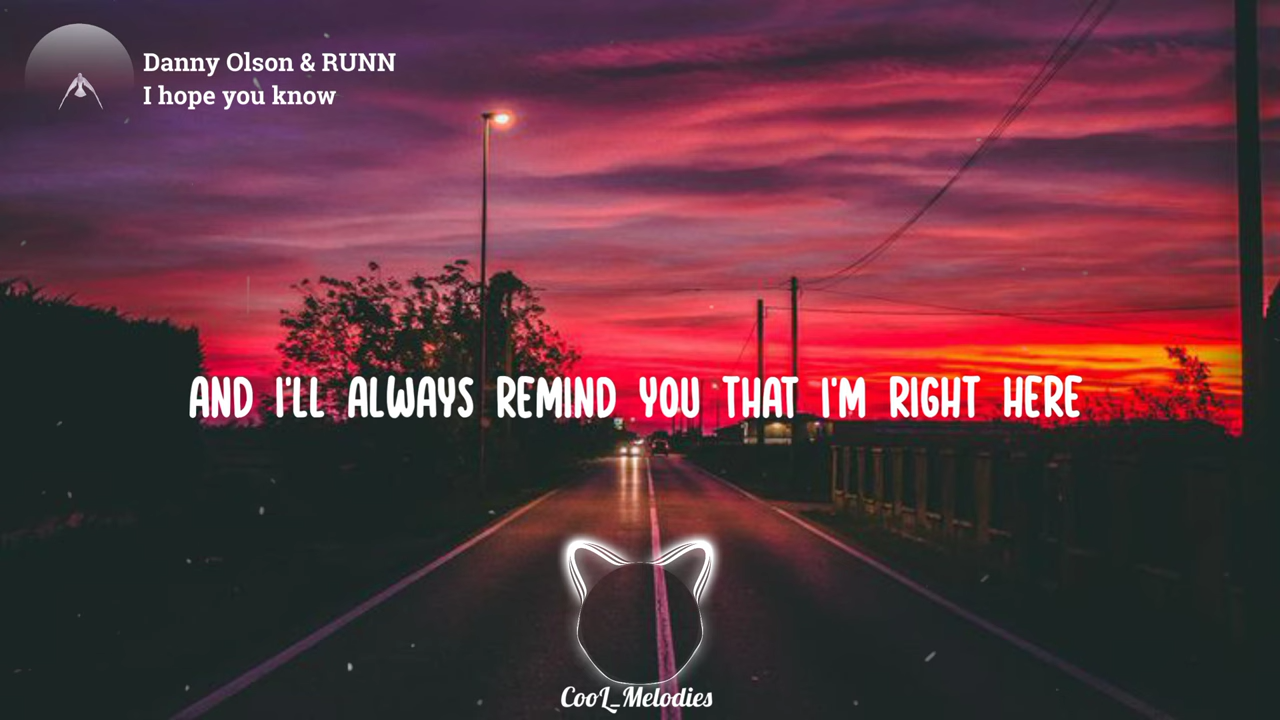 Danny Olson & RUNN
I hope you know
AND I'LL ALWAYS REMIND YOU THAT I'M RIGHT HERE
CooL_Melodies